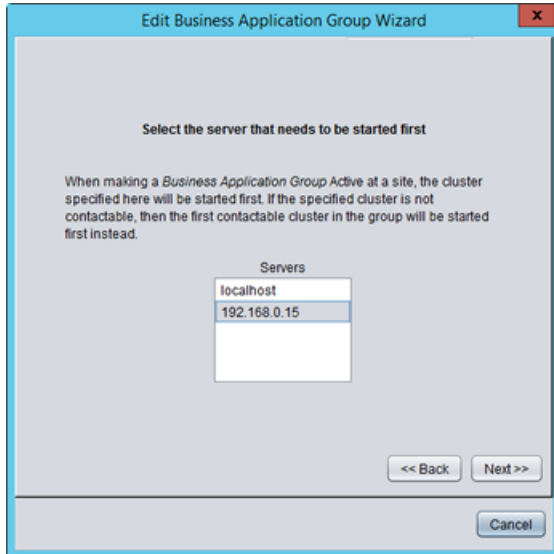 Edit Business Application Group Wizard
x
Select the server that needs to be started first
When making a Business Application Group Active at a site, the cluster
specified here will be started first. If the specified cluster is not
contactable, then the first contactable cluster in the group will be started
first instead.
Servers
localhost
192.168.0.15
<< Back Next >>
Cancel